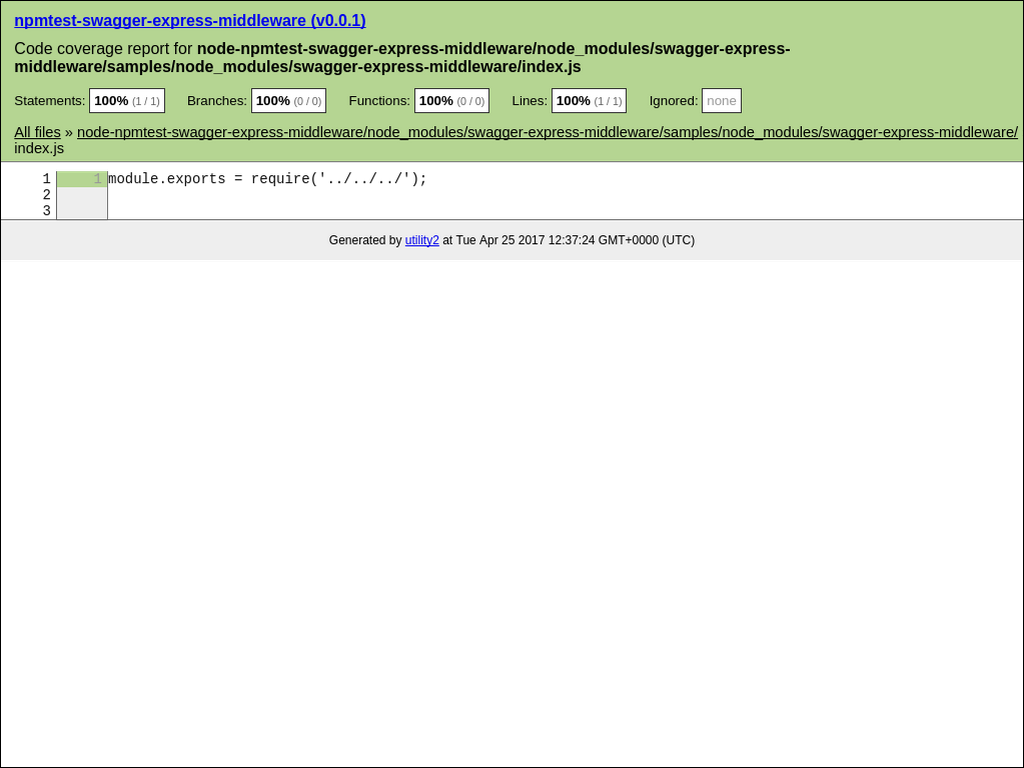 npmtest-swagger-express-middleware (v0.0.1)
Code coverage report for node-npmtest-swagger-express-middleware/node_modules/swagger-express-
middleware/samples/node_modules/swagger-express-middleware/index.js
Statements: 100% (1 / 1) Branches: 100% (0 / 0) Functions: 100% (0 / 0) Lines: 100% (1 / 1) Ignored: none
All files » node-npmtest-swagger-express-middleware/node_modules/swagger-express-middleware/samples/node_modules/swagger-express-middleware/
index.js
1 1 module.exports = require('../../../');
2
3
Generated by utility2 at Tue Apr 25 2017 12:37:24 GMT+0000 (UTC)